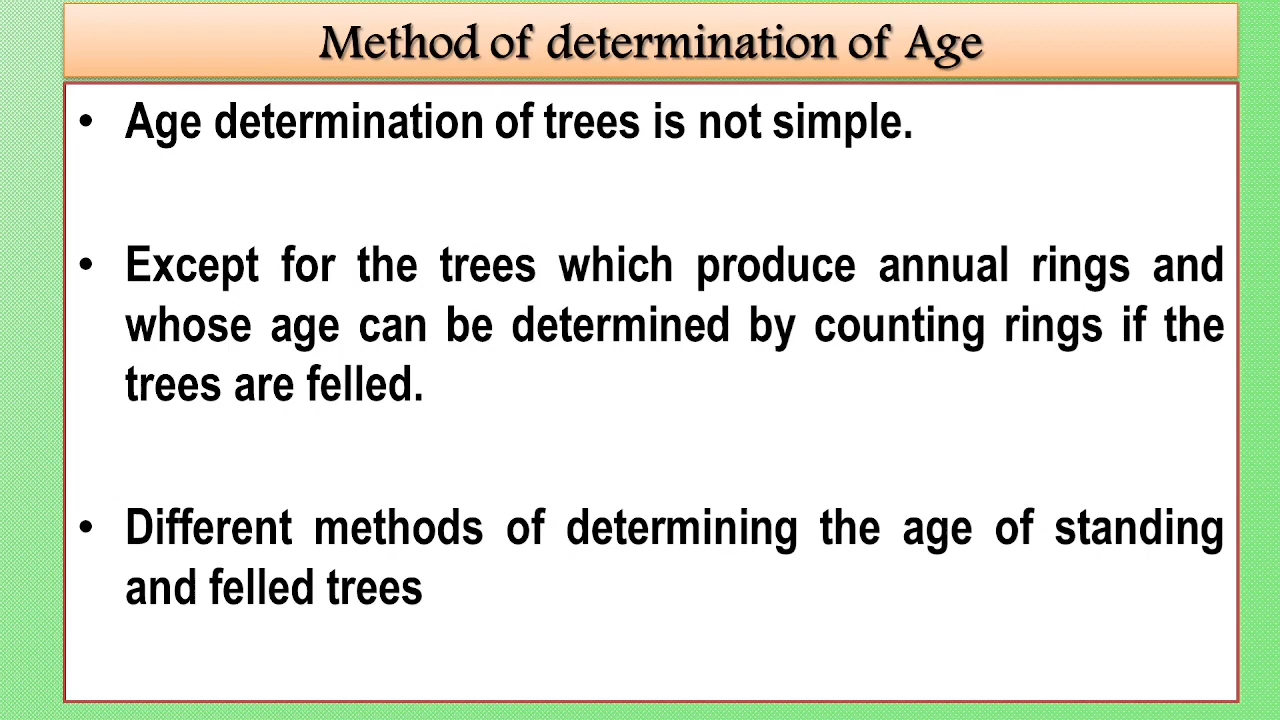 Method of determination of Age
• Age determination of trees is not simple.
• Except for the trees which produce annual rings and
whose age can be determined by counting rings if the
trees are felled.
• Different methods of determining the age of standing
and felled trees